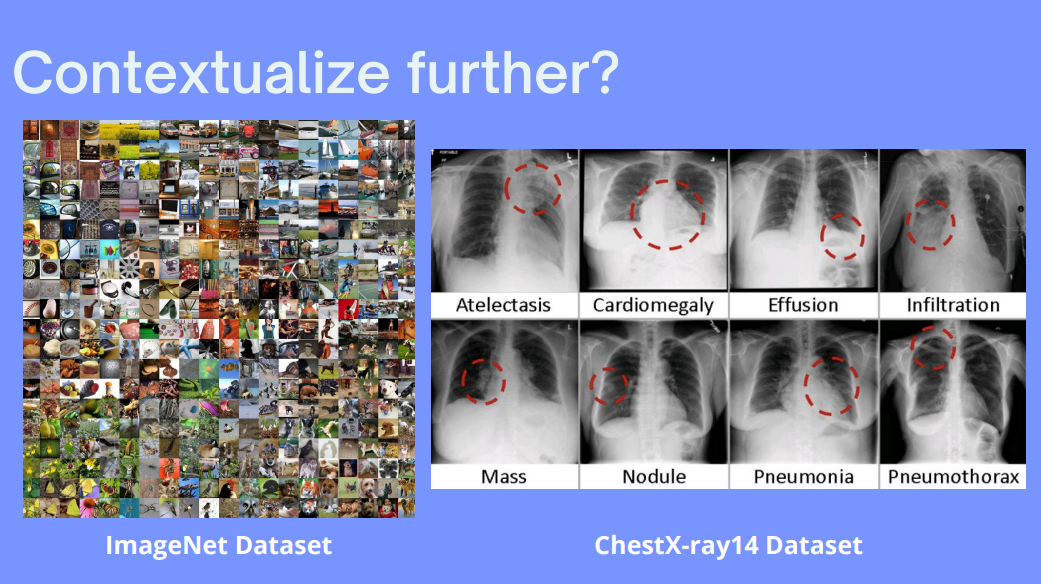 Contextualize further?
Atelectasis
Cardiomegaly
Effusion
Infiltration
Mass
Nodule
Pneumonia
Pneumothorax
ImageNet Dataset
ChestX-ray14 Dataset